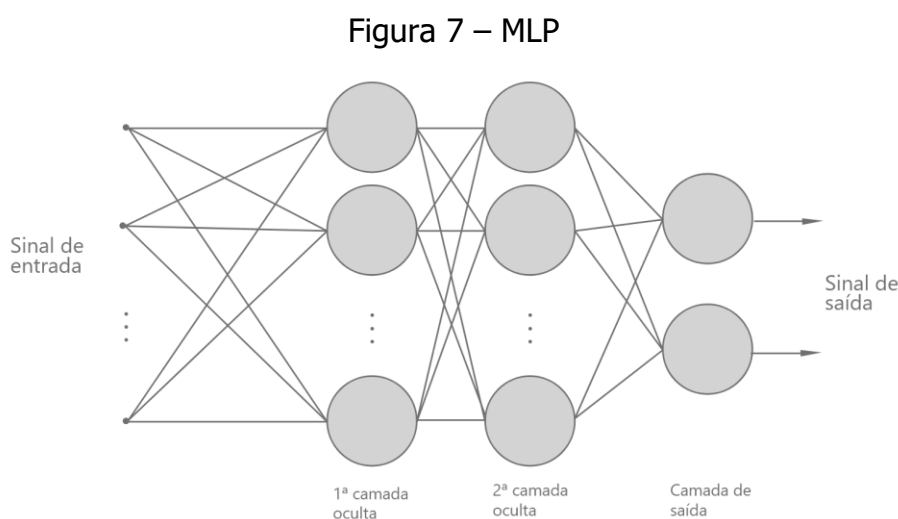 Figura 7 – MLP
Sinal de
entrada
Sinal de
saída
1ª camada
oculta
2ª camada
oculta
Camada de
saída